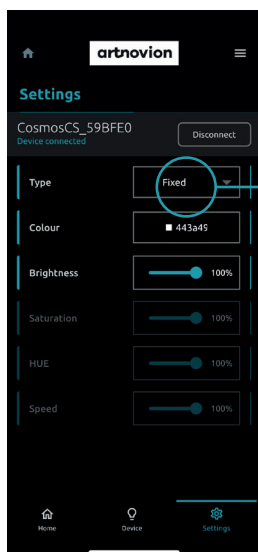 artnovion
Settings
CosmosCS_59BFE0
Device connected
Disconnect
Type
Fixed
Colour
443a49
Brightness
100%
Saturation
100%
HUE
100%
Speed
100%
Home
Device
Settings